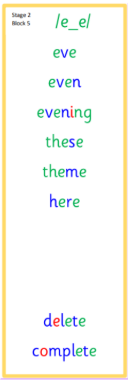 Stage 2
Block 5
/e_e/
eve
even
evening
these
theme
here
delete
complete